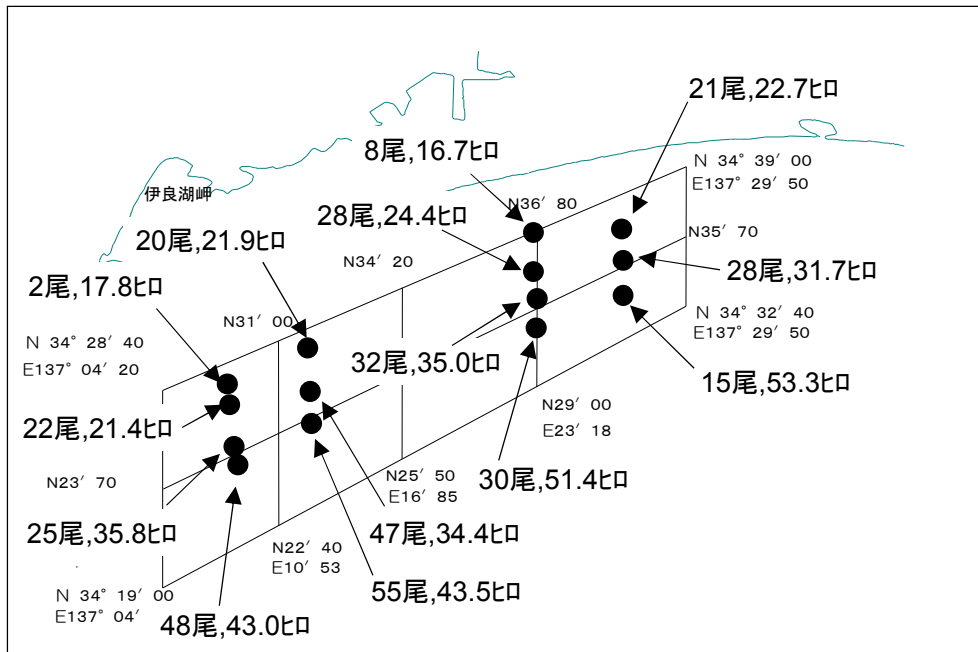 21尾,22.7ヒロ
8尾,16.7ヒロ
N 34° 39′ 00
E137° 29′ 50
伊良湖岬
N36′ 80
28尾,24.4ヒロ
20尾,21.9ヒロ
N35′ 70
N34′ 20
28尾,31.7ヒロ
2尾,17.8ヒロ
N 34° 32′ 40
E137° 29′ 50
N31′ 00
N 34° 28′ 40
E137° 04′ 20
32尾,35.0ヒロ
15尾,53.3ヒロ
N29′ 00
E23′ 18
22尾,21.4ヒロ
N23′ 70
N25′ 50
E16′ 85
30尾,51.4ヒロ
25尾,35.8ヒロ
47尾,34.4ヒロ
N22′ 40
E10′ 53
55尾,43.5ヒロ
N 34° 19′ 00
E137° 04′
48尾,43.0ヒロ